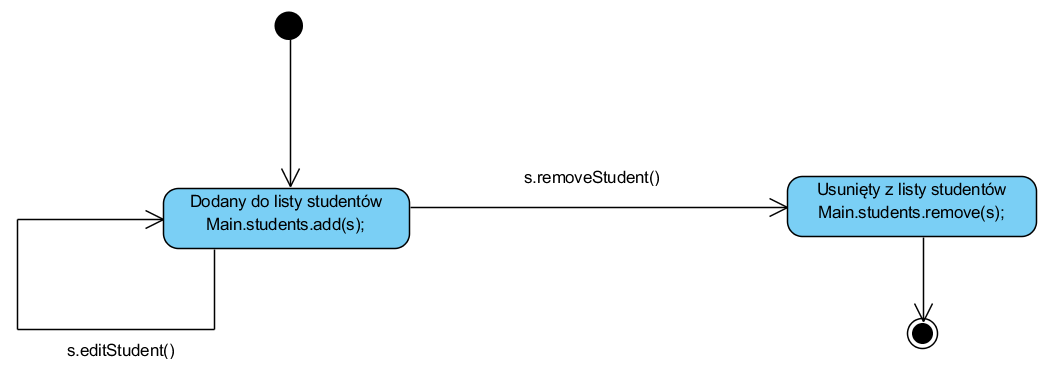 Dodany do listy studentów
Main.students.add(s);
s.removeStudent()
Usunięty z listy studentów
Main.students.remove(s);
s.editStudent()